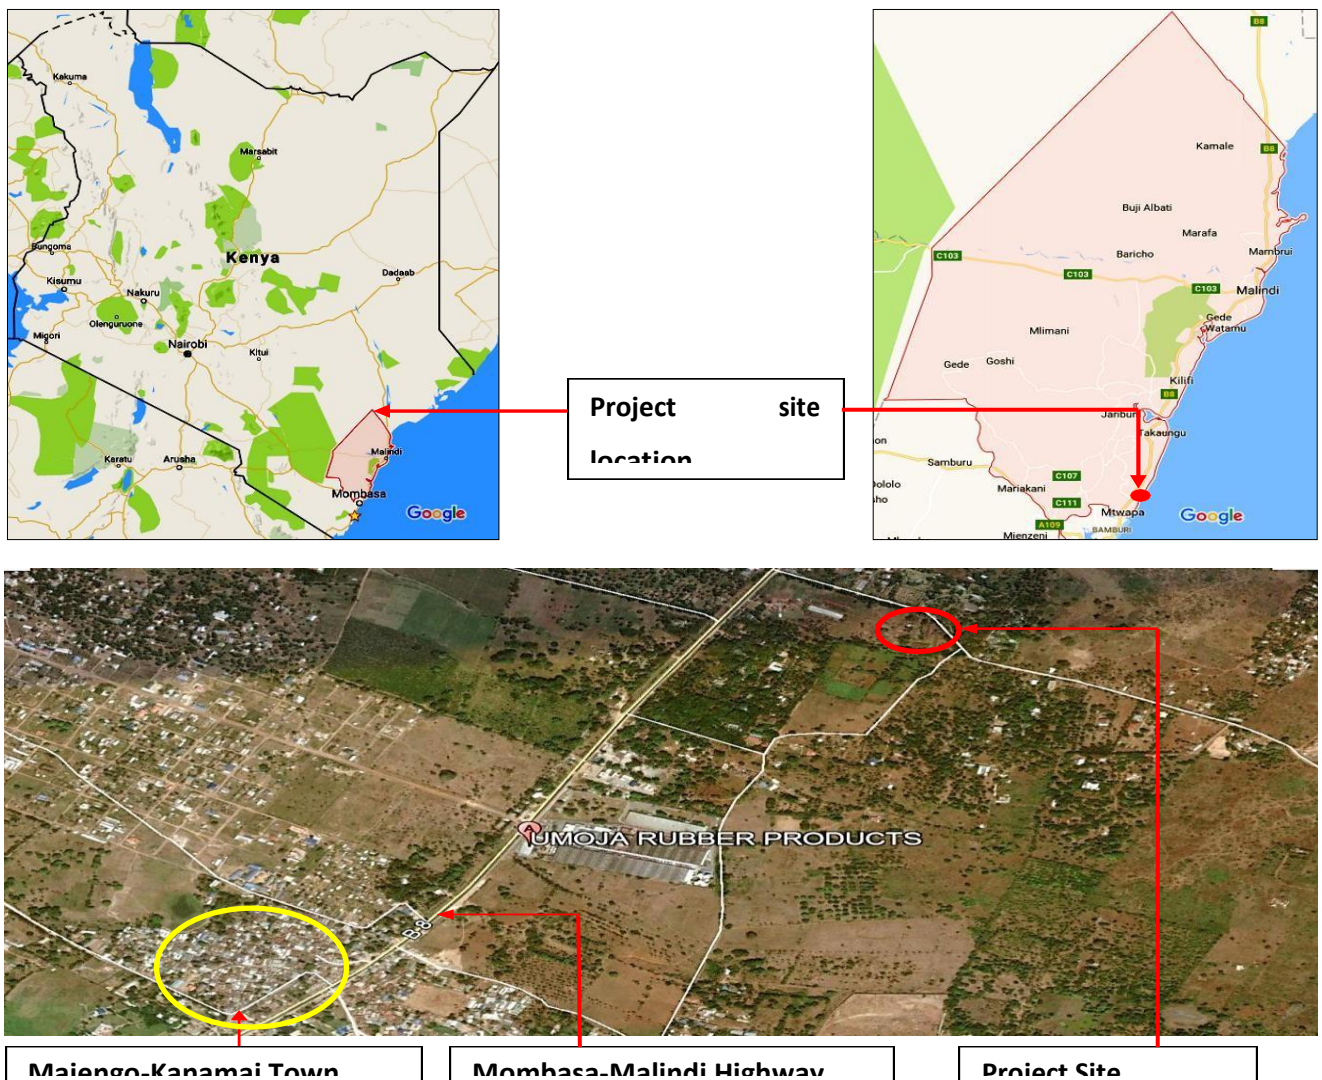 Kakuma
Marsabit
Bungoma
Kenya
Dadaab
Kisumu
Nakuru
Olenguruone
Migori
Nairobi
Kitui
Karatu
Arusha
Malindi
Mombasa
Google
B8
Kamale
B8
Buji Albati
Marafa
Baricho
Mambrui
C103
C103
C103
Malindi
Gede
Watamu
Mlimani
Gede
Goshi
Kilifi
B8
Jaribuni
Takaungu
Samburu
C107
Mariakani
C111
Mtwapa
A109
BAMBURI
Mienzeni
Google
Project site
location
UMOJA RUBBER PRODUCTS
A
B8
Majengo-Kanamai Town
Mombasa-Malindi Highway
Project Site